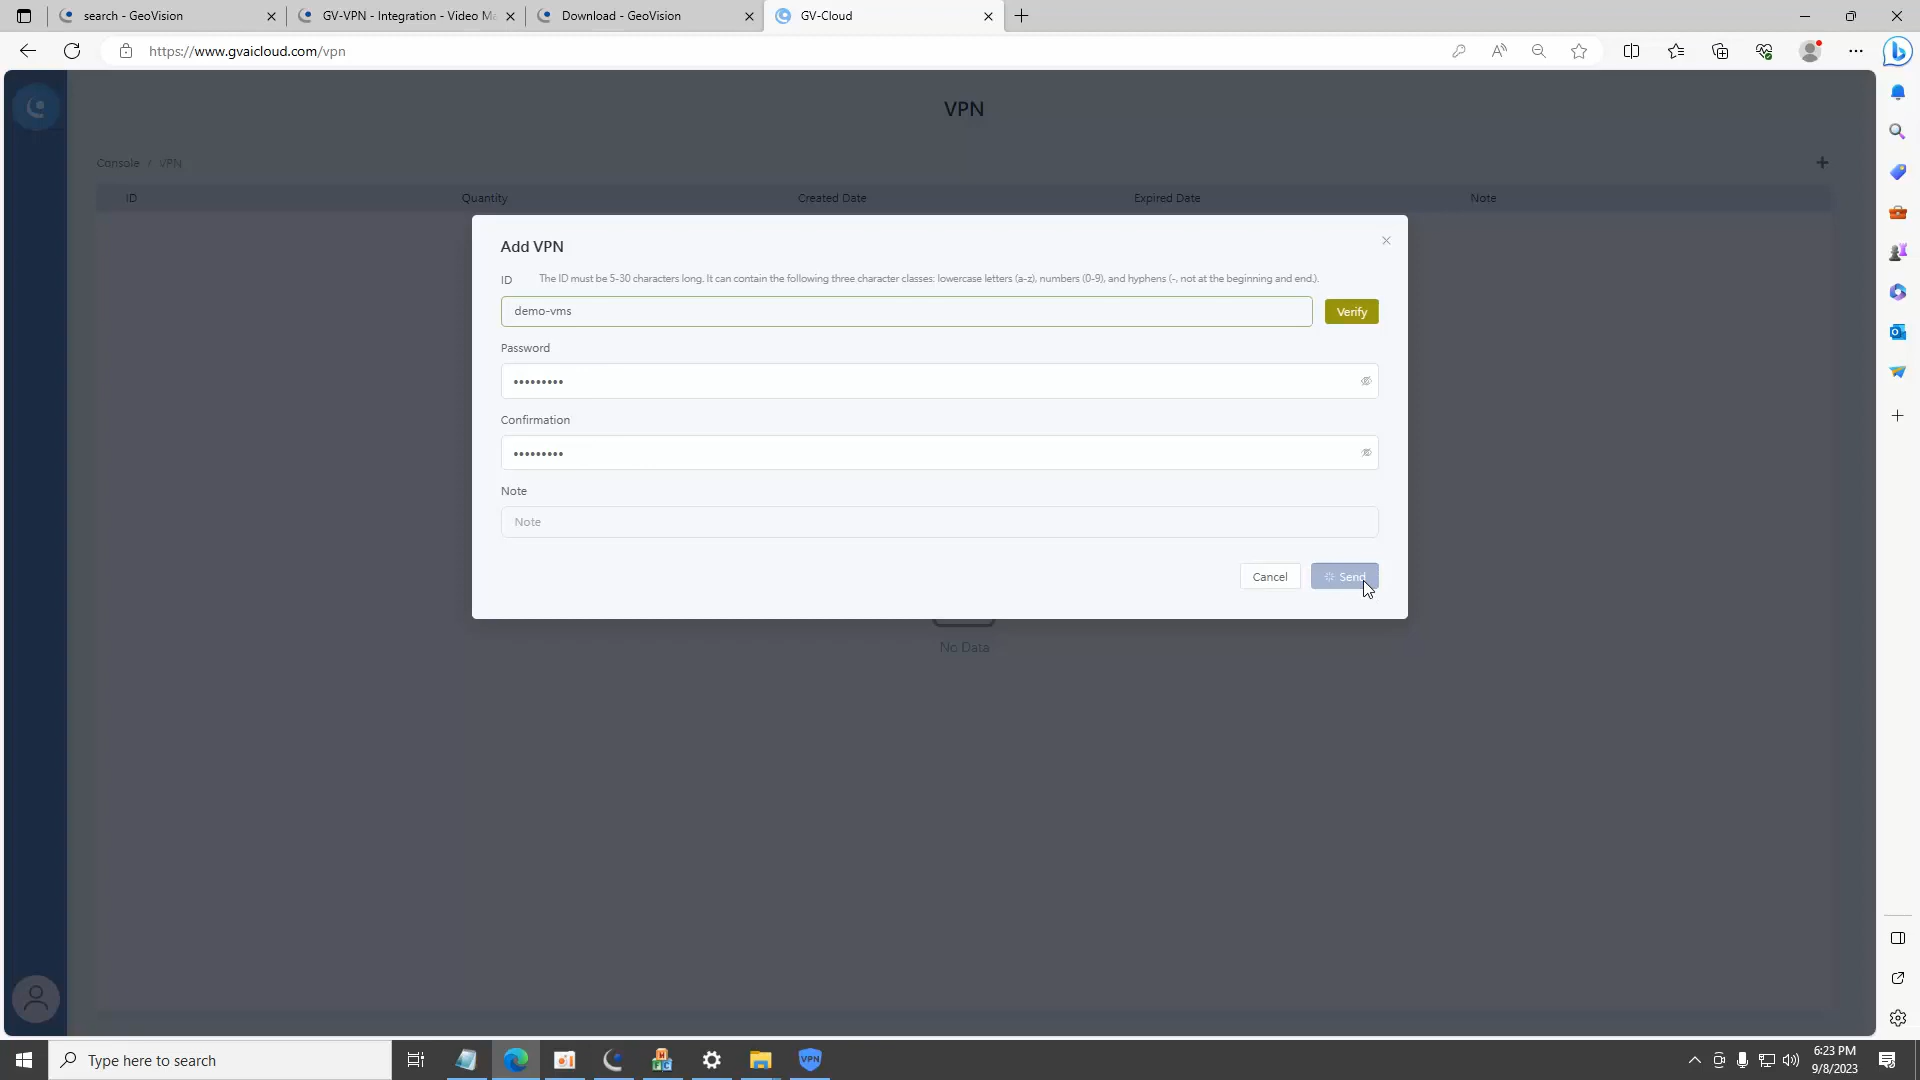 search - GeoVision
GV-VPN - Integration - Video Ma
Download - GeoVision
GV-Cloud
https://www.gvaicloud.com/vpn
VPN
Console / VPN
ID
Quantity
Created Date
Expired Date
Note
Add VPN
ID
The ID must be 5-30 characters long. It can contain the following three character classes: lowercase letters (a-z), numbers (0-9), and hyphens (-, not at the beginning and end.).
demo-vms
Verify
Password
•••••••••
Confirmation
•••••••••
Note
Note
Cancel
Send
No Data
Type here to search
VPN
6:23 PM
9/8/2023